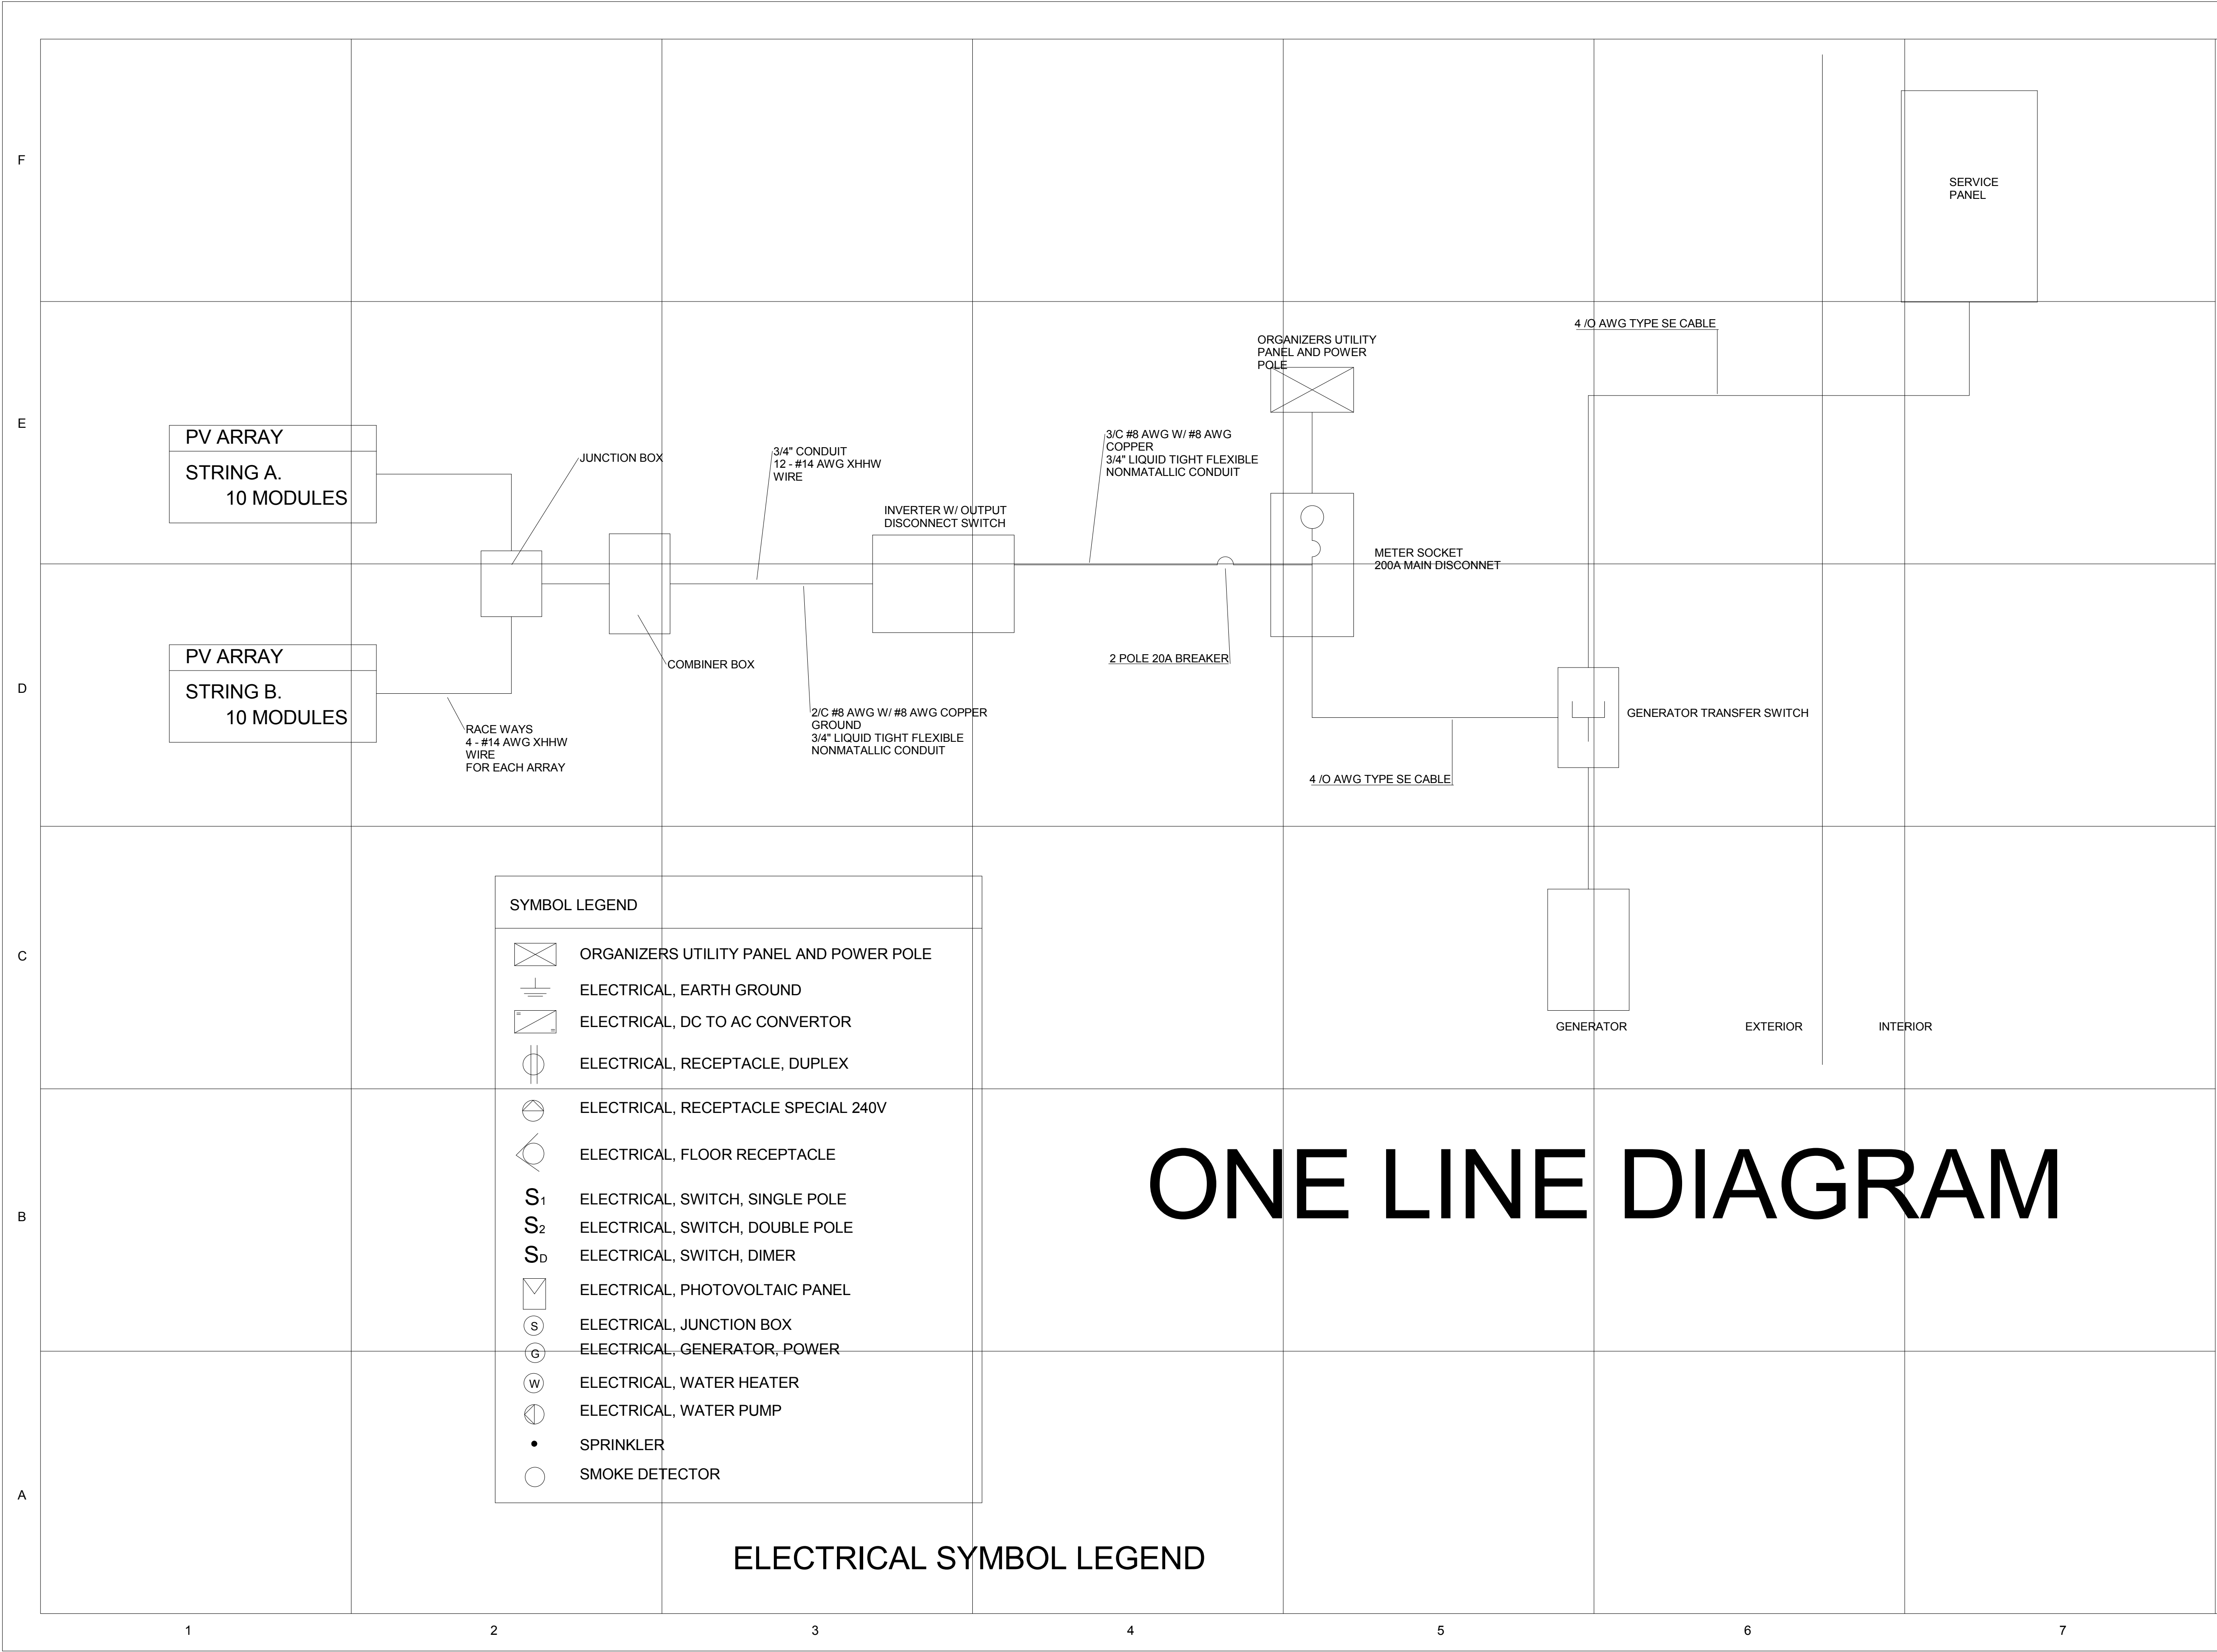 F
SERVICE
PANEL
4 /O AWG TYPE SE CABLE
ORGANIZERS UTILITY
PANEL AND POWER
POLE
E
PV ARRAY
STRING A.
10 MODULES
JUNCTION BOX
3/4" CONDUIT
12 - #14 AWG XHHW
WIRE
3/C #8 AWG W/ #8 AWG
COPPER
3/4" LIQUID TIGHT FLEXIBLE
NONMATALLIC CONDUIT
INVERTER W/ OUTPUT
DISCONNECT SWITCH
METER SOCKET
200A MAIN DISCONNET
D
PV ARRAY
STRING B.
10 MODULES
COMBINER BOX
2 POLE 20A BREAKER
RACE WAYS
4 - #14 AWG XHHW
WIRE
FOR EACH ARRAY
2/C #8 AWG W/ #8 AWG COPPER
GROUND
3/4" LIQUID TIGHT FLEXIBLE
NONMATALLIC CONDUIT
GENERATOR TRANSFER SWITCH
4 /O AWG TYPE SE CABLE
C
GENERATOR
EXTERIOR
INTERIOR
SYMBOL LEGEND
ORGANIZERS UTILITY PANEL AND POWER POLE
ELECTRICAL, EARTH GROUND
ELECTRICAL, DC TO AC CONVERTOR
ELECTRICAL, RECEPTACLE, DUPLEX
ELECTRICAL, RECEPTACLE SPECIAL 240V
ELECTRICAL, FLOOR RECEPTACLE
S1 ELECTRICAL, SWITCH, SINGLE POLE
S2 ELECTRICAL, SWITCH, DOUBLE POLE
SD ELECTRICAL, SWITCH, DIMER
ELECTRICAL, PHOTOVOLTAIC PANEL
S ELECTRICAL, JUNCTION BOX
G ELECTRICAL, GENERATOR, POWER
W ELECTRICAL, WATER HEATER
ELECTRICAL, WATER PUMP
SPRINKLER
SMOKE DETECTOR
B
ONE LINE DIAGRAM
A
ELECTRICAL SYMBOL LEGEND
1 2 3 4 5 6 7